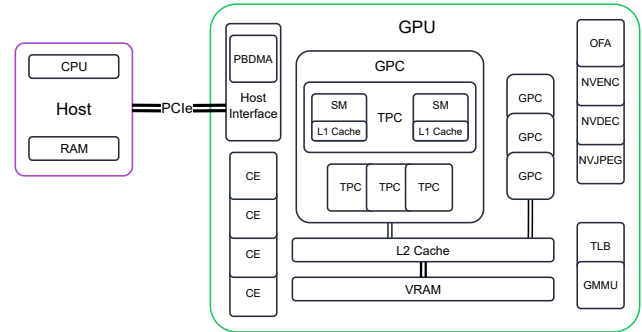 GPU
CPU
Host
RAM
PCIe
PBDMA
Host
Interface
CE
CE
CE
CE
GPC
TPC
SM
L1 Cache
SM
L1 Cache
TPC
TPC
TPC
GPC
GPC
GPC
L2 Cache
VRAM
OFA
NVENC
NVDEC
NVJPEG
TLB
GMMU